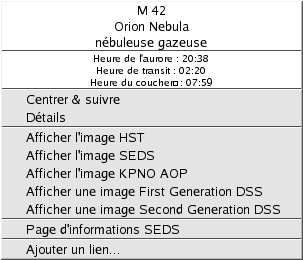 M 42
Orion Nebula
nébuleuse gazeuse
Heure de l'aurore : 20:38
Heure de transit : 02:20
Heure du couchera: 07:59
Centrer & suivre
Détails
Afficher l'image HST
Afficher l'image SEDS
Afficher l'image KPNO AOP
Afficher une image First Generation DSS
Afficher une image Second Generation DSS
Page d'informations SEDS
Ajouter un lien...